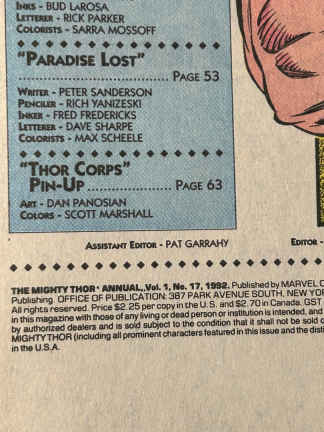 INKS - BUD LAROSA
LETTERER - RICK PARKER
COLORISTS - SARRA MOSSOFF
"PARADISE LOST"
................................ PAGE 53
WRITER - PETER SANDERSON
PENCILER - RICH YANIZESKI
INKER - FRED FREDERICKS
LETTERER - DAVE SHARPE
COLORISTS - MAX SCHEELE
"THOR CORPS"
PIN-UP .................... PAGE 63
ART - DAN PANOSIAN
COLORS - SCOTT MARSHALL
ASSISTANT EDITOR - PAT GARRAHY
EDITOR -
THE MIGHTY THOR® ANNUAL, Vol. 1, No. 17, 1992. Published by MARVEL C
Publishing. OFFICE OF PUBLICATION: 387 PARK AVENUE SOUTH, NEW YOR
All rights reserved. Price $2.25 per copy in the U.S. and $2.70 in Canada. GST
in this magazine with those of any living or dead person or institution is intended, and
by authorized dealers and is sold subject to the condition that it shall not be sold o
MIGHTY THOR (including all prominent characters featured in this issue and the disti
in the U.S.A.